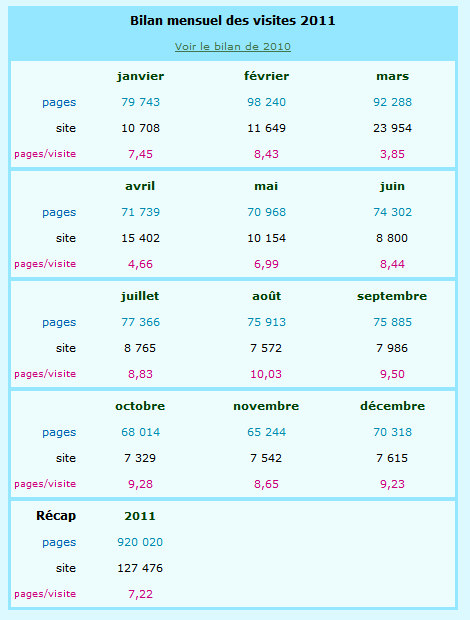 Bilan mensuel des visites 2011
Voir le bilan de 2010
janvier février mars
pages 79 743 98 240 92 288
site 10 708 11 649 23 954
pages/visite 7,45 8,43 3,85
avril mai juin
pages 71 739 70 968 74 302
site 15 402 10 154 8 800
pages/visite 4,66 6,99 8,44
juillet août septembre
pages 77 366 75 913 75 885
site 8 765 7 572 7 986
pages/visite 8,83 10,03 9,50
octobre novembre décembre
pages 68 014 65 244 70 318
site 7 329 7 542 7 615
pages/visite 9,28 8,65 9,23
Récap 2011
pages 920 020
site 127 476
pages/visite 7,22